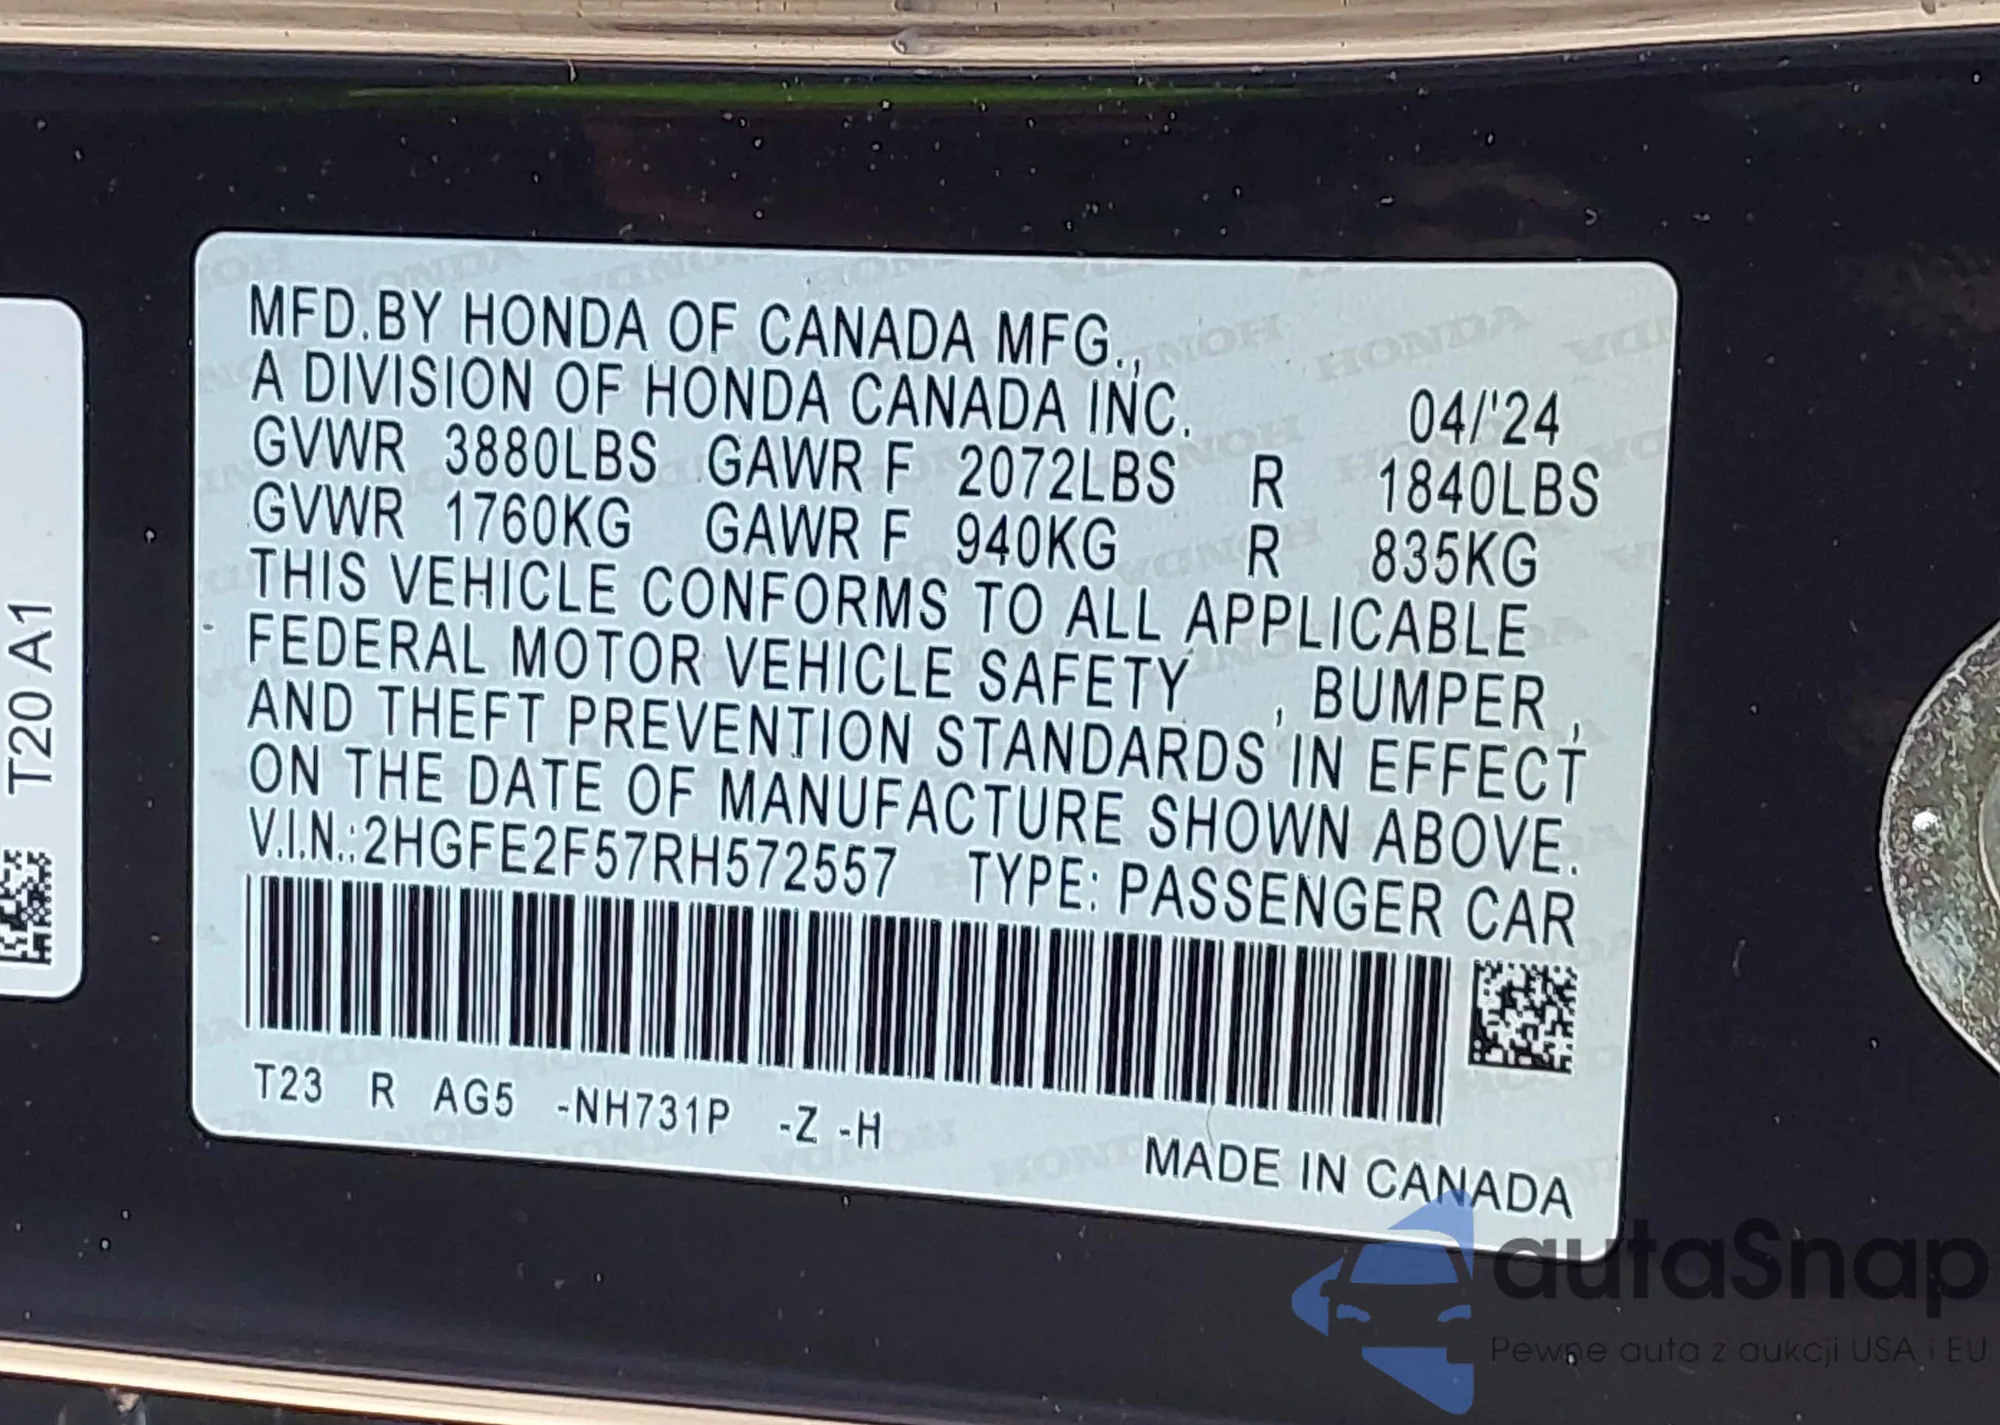 MFD.BY HONDA OF CANADA MFG.,
A DIVISION OF HONDA CANADA INC. 04/'24
GVWR 3880LBS GAWR F 2072LBS R 1840LBS
GVWR 1760KG GAWR F 940KG R 835KG
THIS VEHICLE CONFORMS TO ALL APPLICABLE
FEDERAL MOTOR VEHICLE SAFETY , BUMPER ,
AND THEFT PREVENTION STANDARDS IN EFFECT
ON THE DATE OF MANUFACTURE SHOWN ABOVE.
V.I.N.:2HGFE2F57RH572557 TYPE: PASSENGER CAR
T23 R AG5 -NH731P -Z -H
MADE IN CANADA
T20 A1
autaSnap
Pewne auta z aukcji USA i EU